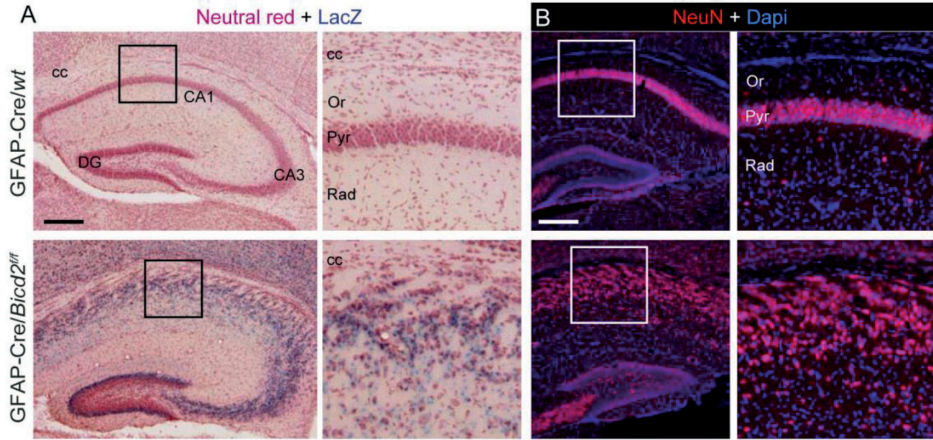 A
Neutral red + LacZ
B
NeuN + Dapi
GFAP-Cre/wt
cc
CA1
DG
CA3
cc
Or
Pyr
Rad
Or
Pyr
Rad
GFAP-Cre/Bicd2f/f
cc